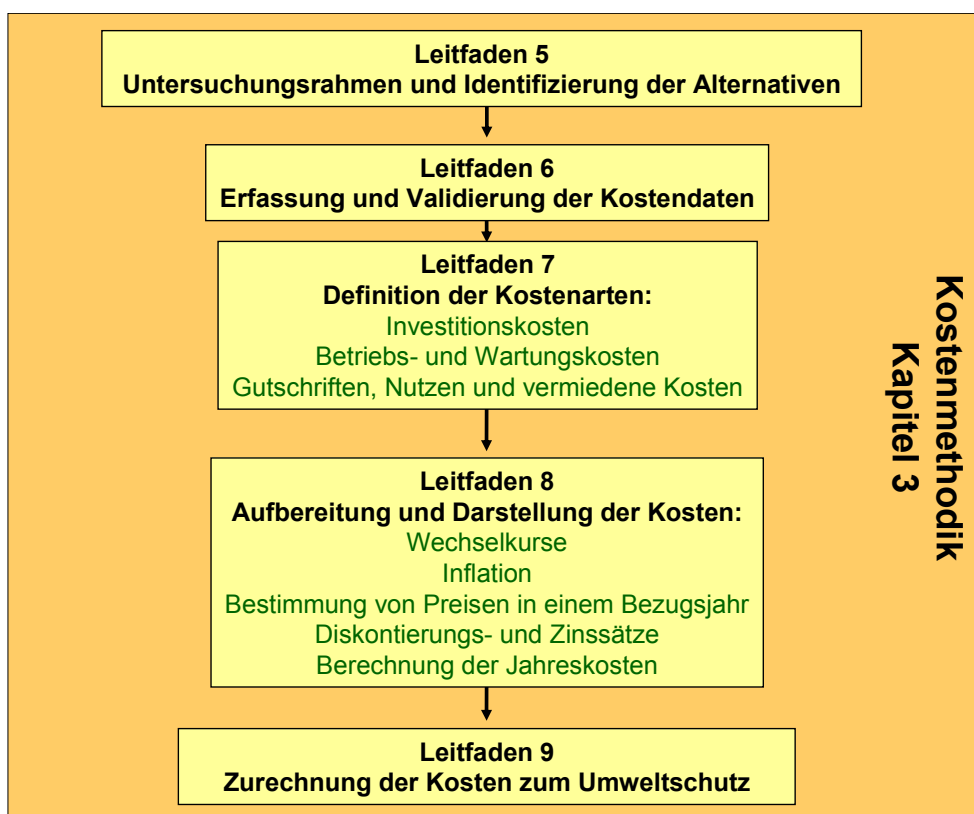 Leitfaden 5
Untersuchungsrahmen und Identifizierung der Alternativen
Leitfaden 6
Erfassung und Validierung der Kostendaten
Leitfaden 7
Definition der Kostenarten:
Investitionskosten
Betriebs- und Wartungskosten
Gutschriften, Nutzen und vermiedene Kosten
Leitfaden 8
Aufbereitung und Darstellung der Kosten:
Wechselkurse
Inflation
Bestimmung von Preisen in einem Bezugsjahr
Diskontierungs- und Zinssätze
Berechnung der Jahreskosten
Leitfaden 9
Zurechnung der Kosten zum Umweltschutz
Kostenmethodik
Kapitel 3